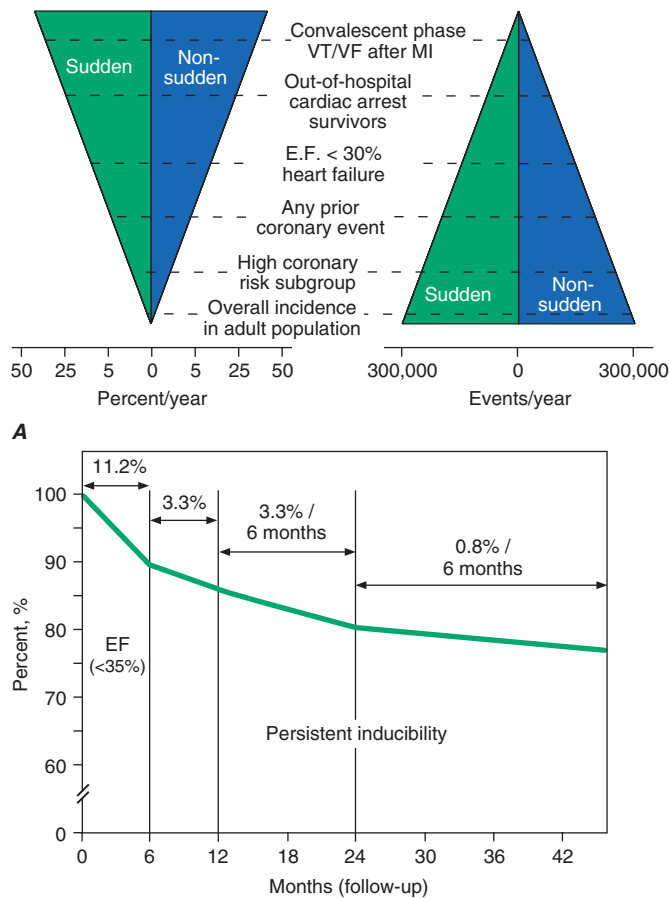 Sudden
Non-
sudden
Convalescent phase
VT/VF after MI
Out-of-hospital
cardiac arrest
survivors
E.F. < 30%
heart failure
Any prior
coronary event
High coronary
risk subgroup
Overall incidence
in adult population
Sudden
Non-
sudden
50 25 5 0 5 25 50
Percent/year
300,000 0 300,000
Events/year
A
11.2%
3.3%
3.3% /
6 months
0.8% /
6 months
100
90
80
70
60
0
Percent, %
EF
(<35%)
Persistent inducibility
0 6 12 18 24 30 36 42
Months (follow-up)